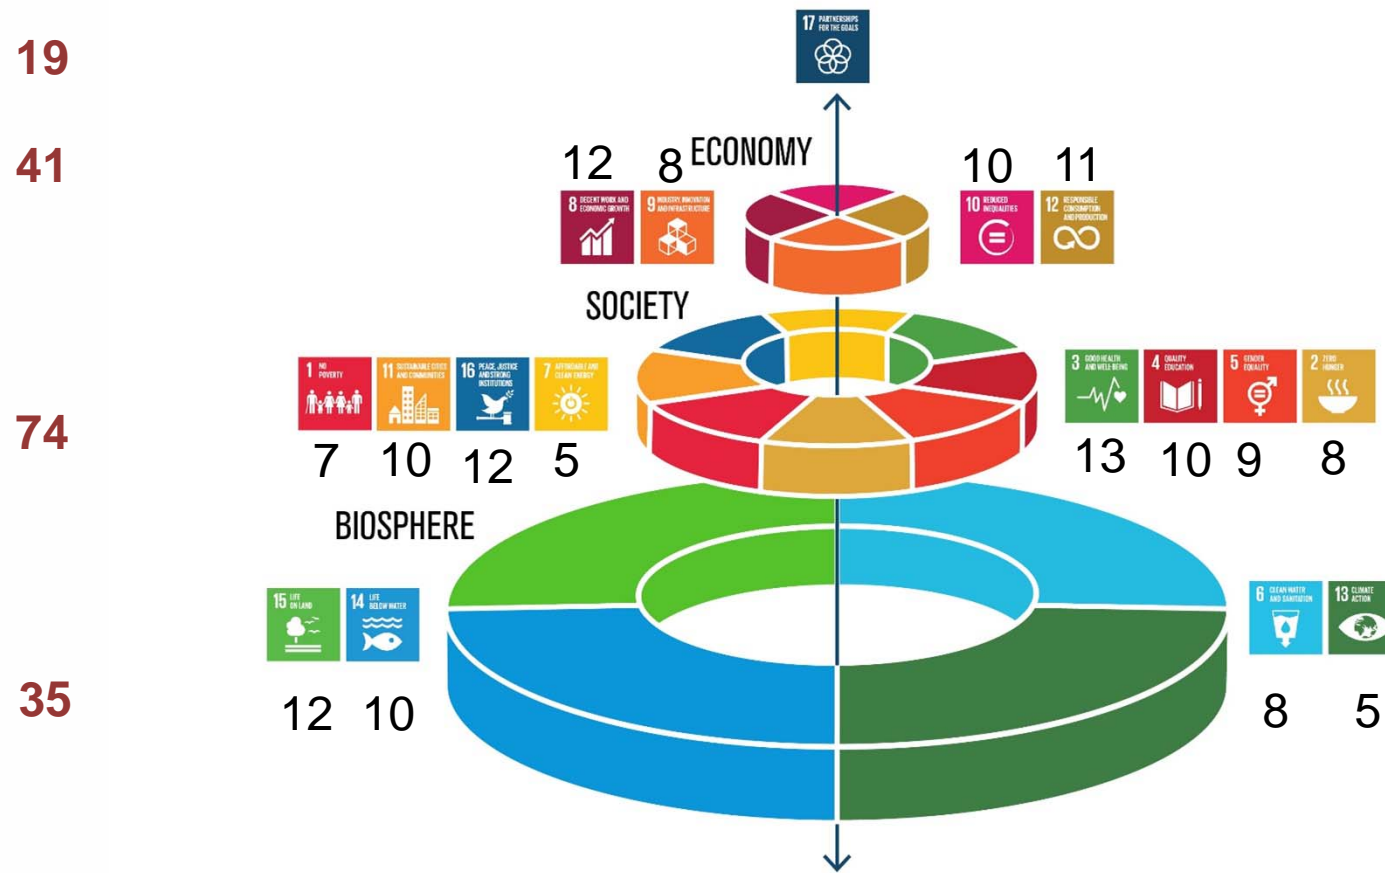 19
17 PARTNERSHIPS
FOR THE GOALS
41
12 8 ECONOMY 10 11
8 DECENT WORK AND
ECONOMIC GROWTH
9 INDUSTRY, INNOVATION
AND INFRASTRUCTURE
10 REDUCED
INEQUALITIES
12 RESPONSIBLE
CONSUMPTION
AND PRODUCTION
SOCIETY
1 NO
POVERTY
11 SUSTAINABLE CITIES
AND COMMUNITIES
16 PEACE, JUSTICE
AND STRONG
INSTITUTIONS
7 AFFORDABLE AND
CLEAN ENERGY
3 GOOD HEALTH
AND WELL-BEING
4 QUALITY
EDUCATION
5 GENDER
EQUALITY
2 ZERO
HUNGER
74
7 10 12 5 13 10 9 8
BIOSPHERE
15 LIFE
ON LAND
14 LIFE
BELOW WATER
6 CLEAN WATER
AND SANITATION
13 CLIMATE
ACTION
35
12 10 8 5